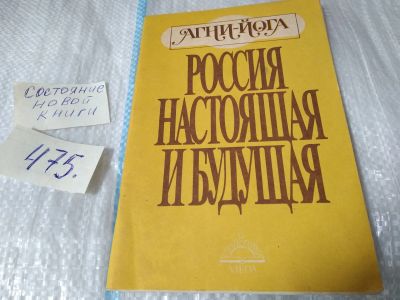 Состояние
новой
книги
475.
АГНИ-ЙОГА
РОССИЯ
НАСТОЯЩАЯ
И БУДУЩАЯ